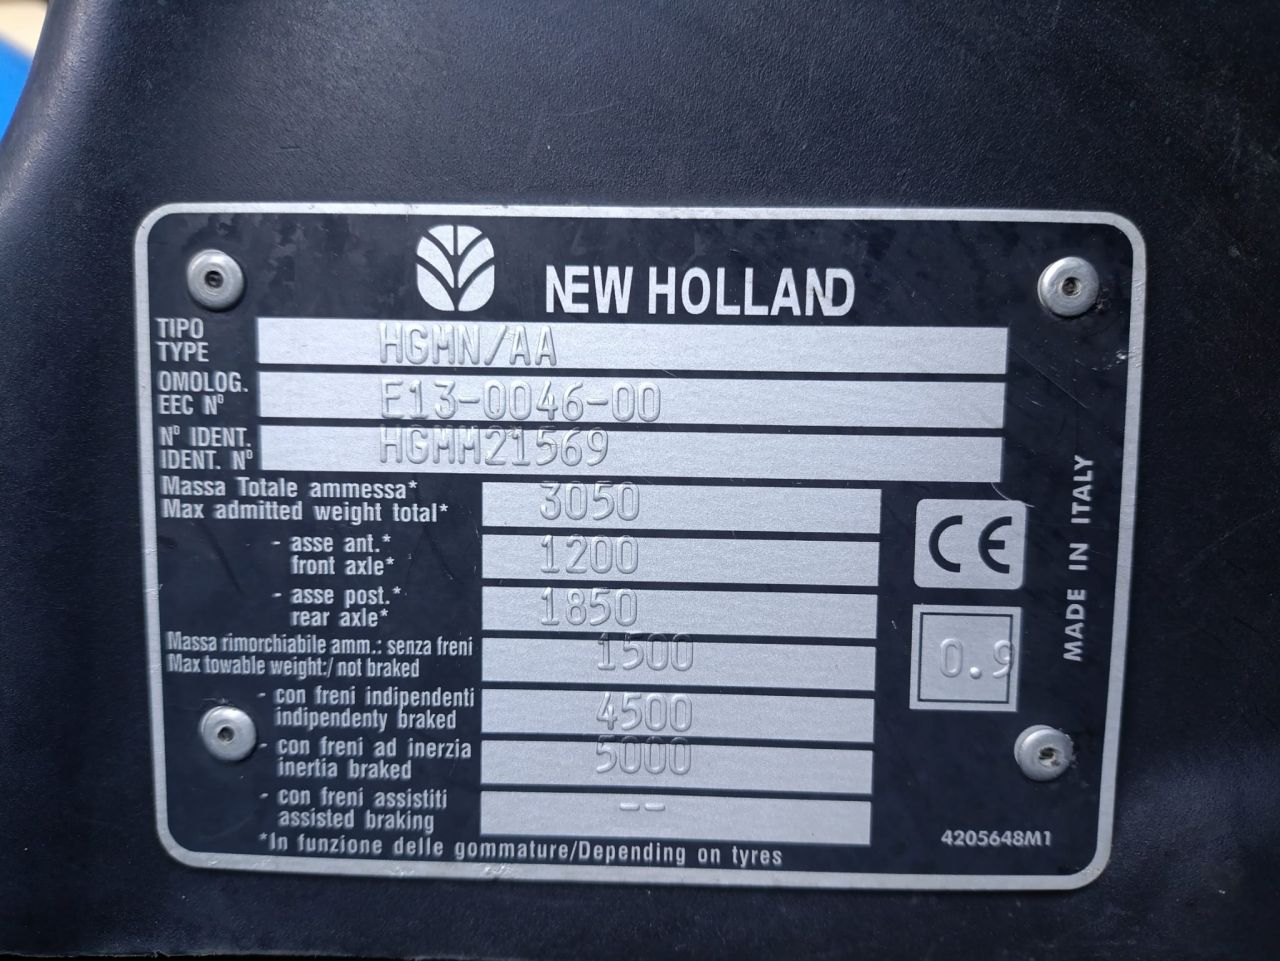 NEW HOLLAND
TIPO
TYPE
HGMN/AA
OMOLOG.
EEC Nº
E13-0046-00
Nº IDENT.
IDENT. Nº
HGMM21569
Massa Totale ammessa*
Max admitted weight total*
3050
- asse ant.*
front axle*
1200
- asse post.*
rear axle*
1850
Massa rimorchiabile amm.: senza freni
Max towable weight:/ not braked
1500
- con freni indipendenti
indipendenty braked
4500
- con freni ad inerzia
inertia braked
5000
- con freni assistiti
assisted braking
--
*In funzione delle gommature/Depending on tyres
CE
0.9
MADE IN ITALY
4205648M1